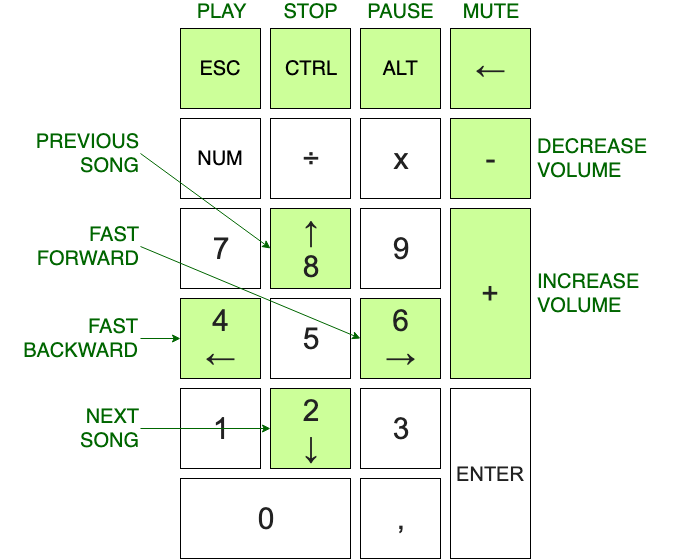 PLAY
STOP
PAUSE
MUTE
ESC
CTRL
ALT
←
PREVIOUS
SONG
NUM
÷
x
-
DECREASE
VOLUME
FAST
FORWARD
7
↑
8
9
+
INCREASE
VOLUME
FAST
BACKWARD
4
←
5
6
→
NEXT
SONG
1
2
↓
3
ENTER
0
,